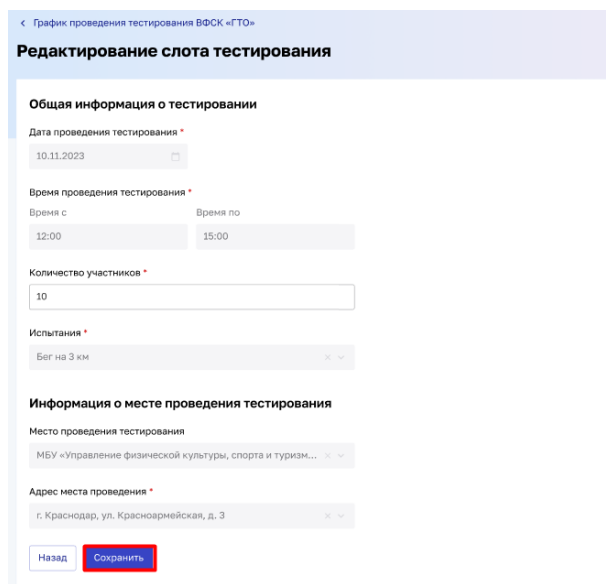 График проведения тестирования ВФСК «ГТО»
Редактирование слота тестирования
Общая информация о тестировании
Дата проведения тестирования *
10.11.2023
Время проведения тестирования *
Время с Время по
12:00 15:00
Количество участников *
10
Испытания *
Бег на 3 км
Информация о месте проведения тестирования
Место проведения тестирования
МБУ «Управление физической культуры, спорта и туризм...
Адрес места проведения *
г. Краснодар, ул. Красноармейская, д. 3
Назад Сохранить